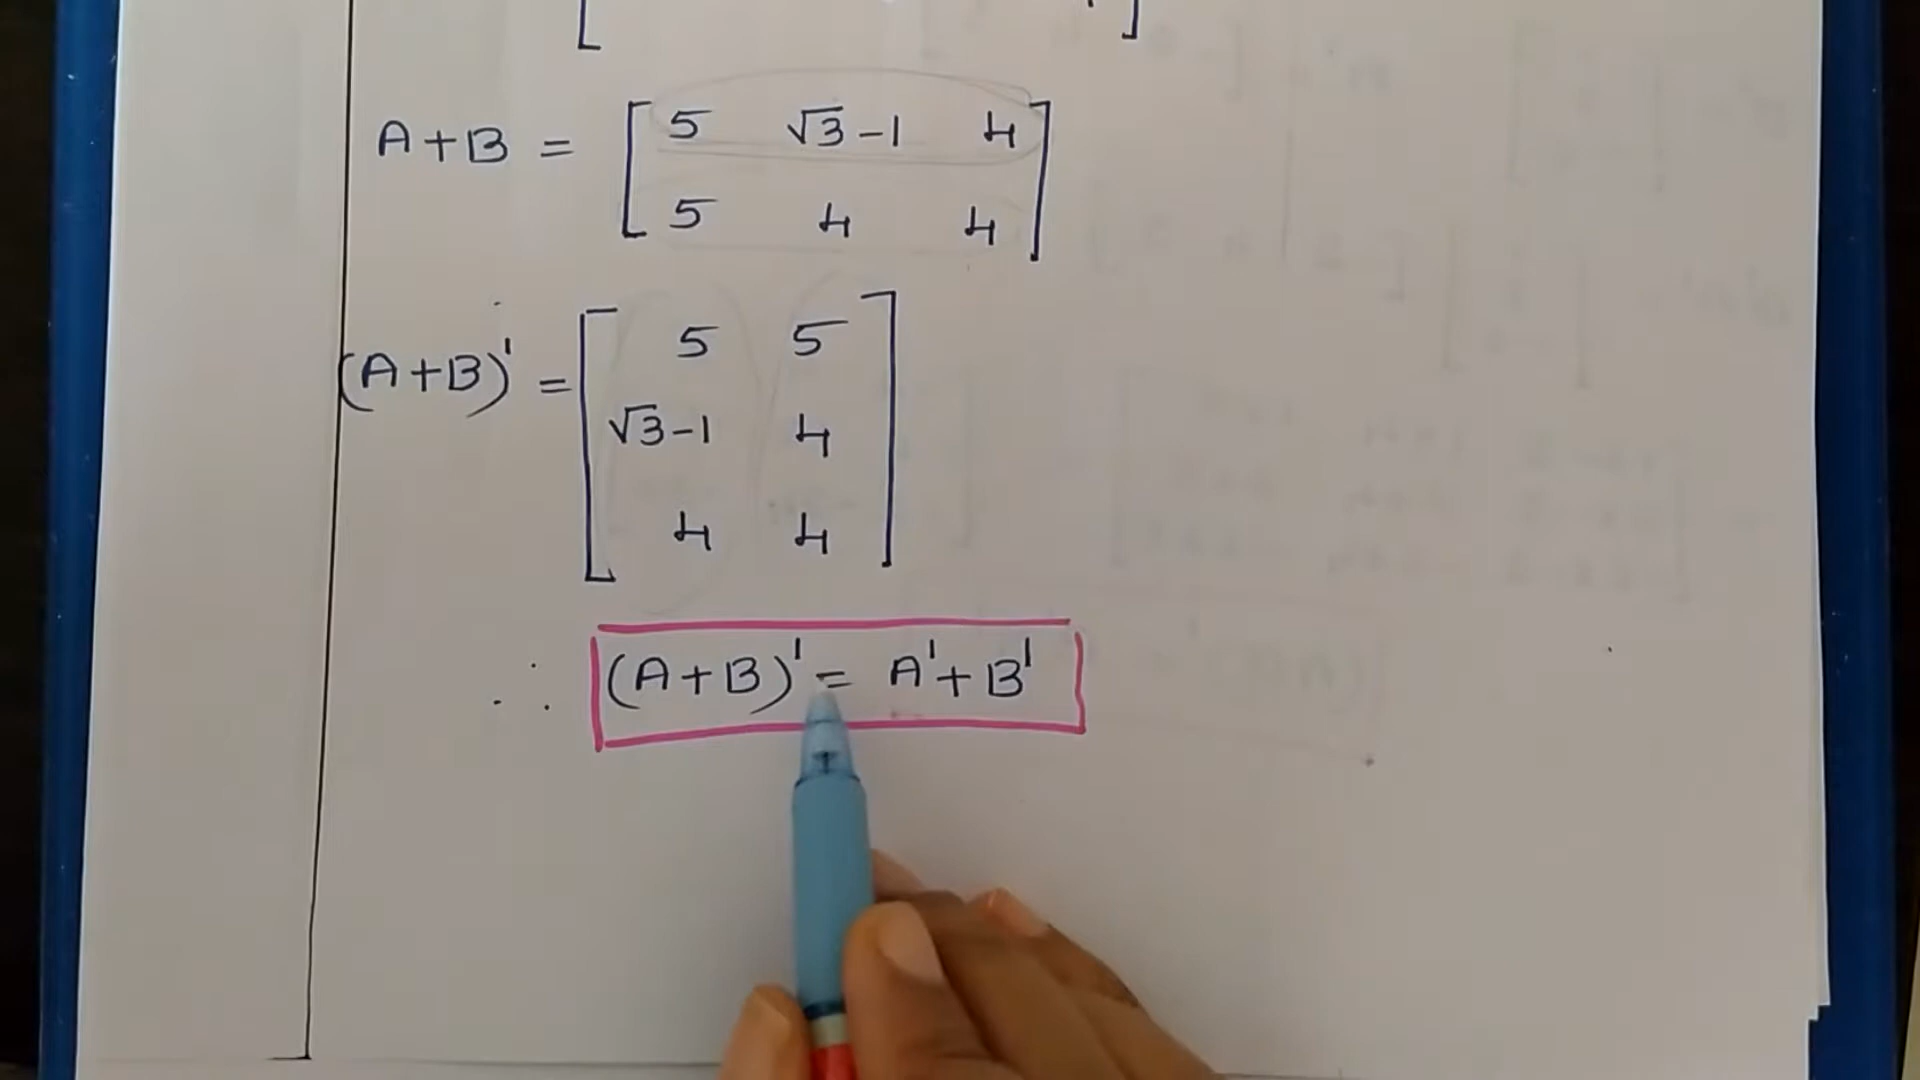 A+B = [ 5 √3-1 4
5 4 4 ]
(A+B)' = [ 5 5
√3-1 4
4 4 ]
∴ (A+B)' = A'+B'